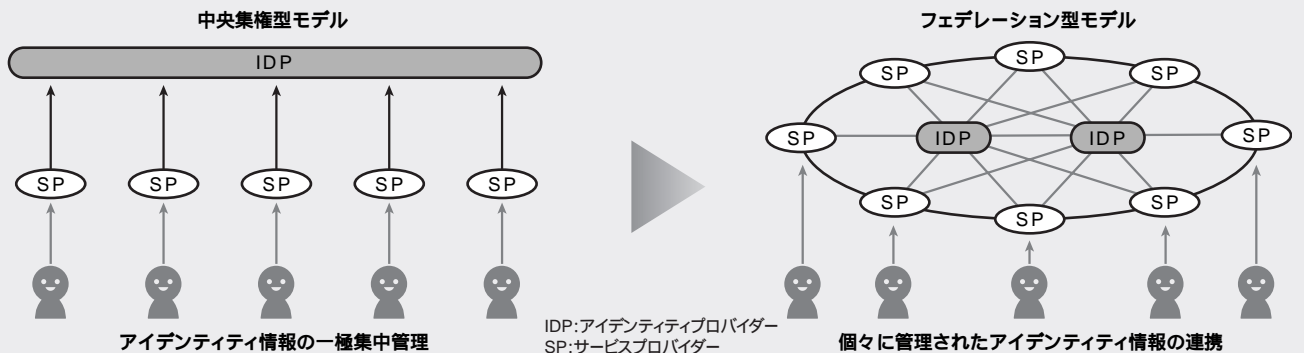 中央集権型モデル
IDP
SP SP SP SP SP
アイデンティティ情報の一極集中管理
IDP:アイデンティティプロバイダー
SP:サービスプロバイダー
フェデレーション型モデル
SP
SP SP
SP IDP IDP SP
SP SP
SP
個々に管理されたアイデンティティ情報の連携